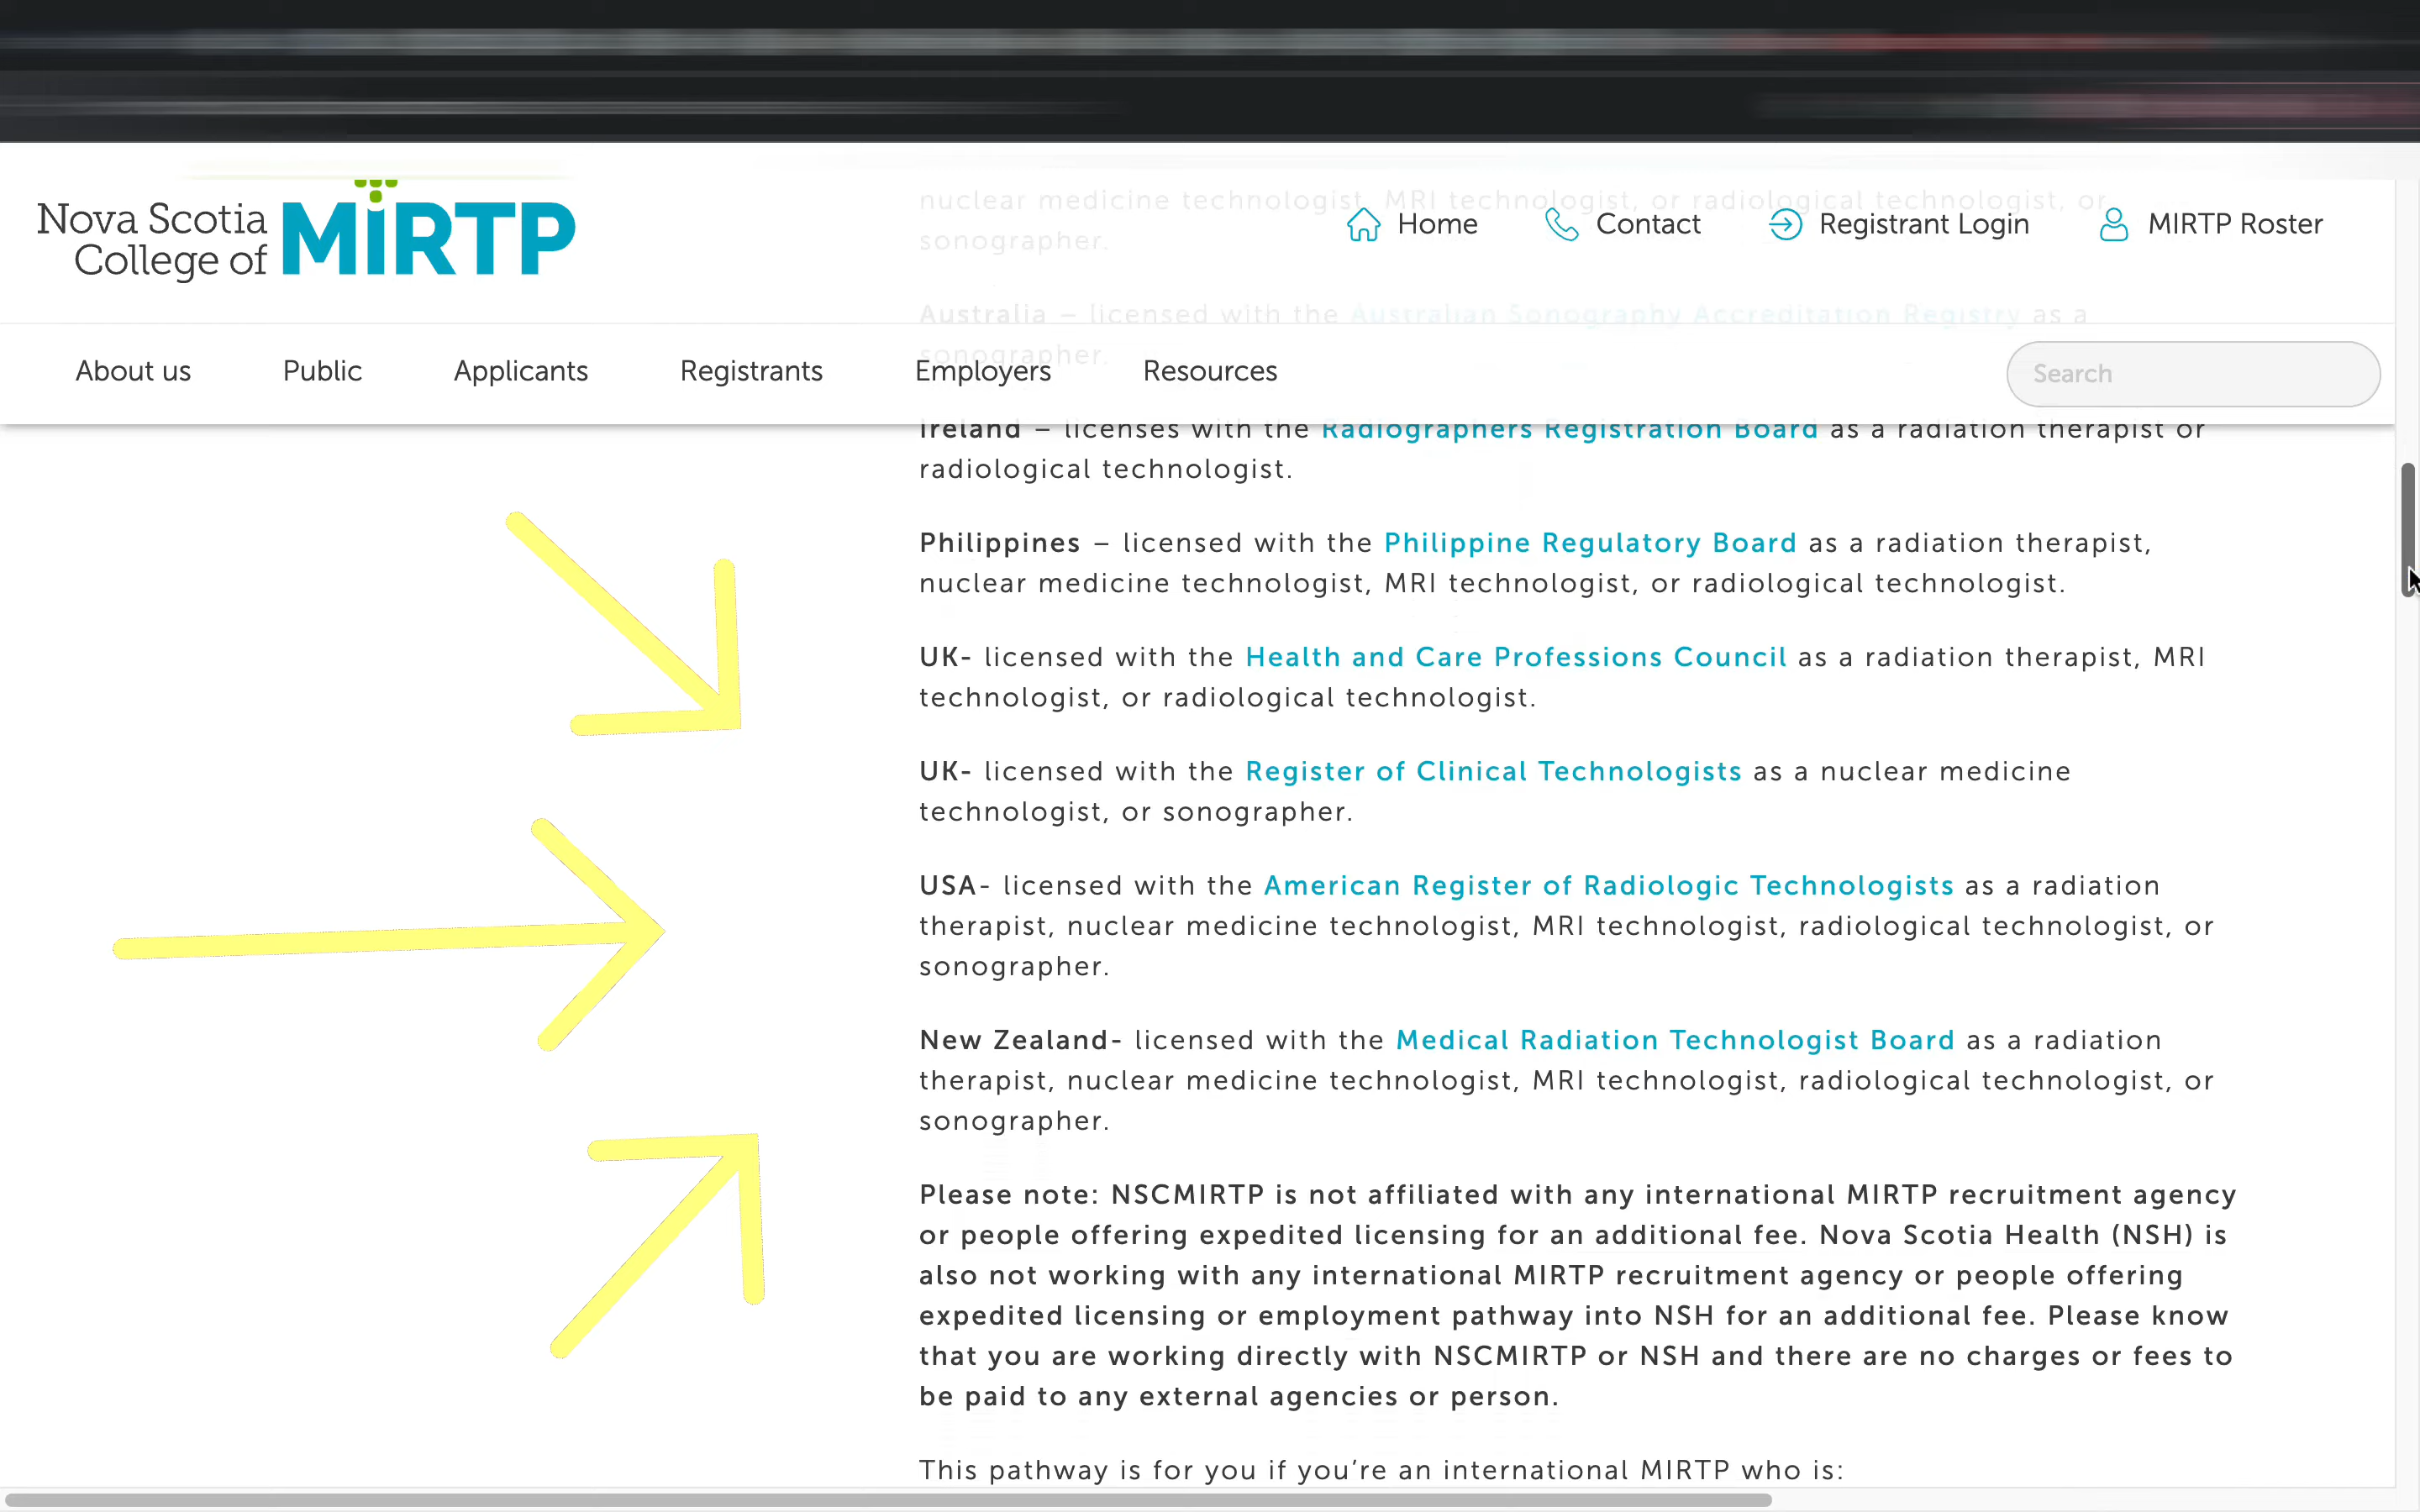 Nova Scotia
College of
MIRTP
Home
Contact
Registrant Login
MIRTP Roster
nuclear medicine technologist, MRI technologist, or radiological technologist, or
sonographer.
Australia – licensed with the Australian Sonography Accreditation Registry as a
sonographer.
About us
Public
Applicants
Registrants
Employers
Resources
Search
Ireland – licenses with the Radiographers Registration Board as a radiation therapist or
radiological technologist.
Philippines – licensed with the Philippine Regulatory Board as a radiation therapist,
nuclear medicine technologist, MRI technologist, or radiological technologist.
UK- licensed with the Health and Care Professions Council as a radiation therapist, MRI
technologist, or radiological technologist.
UK- licensed with the Register of Clinical Technologists as a nuclear medicine
technologist, or sonographer.
USA- licensed with the American Register of Radiologic Technologists as a radiation
therapist, nuclear medicine technologist, MRI technologist, radiological technologist, or
sonographer.
New Zealand- licensed with the Medical Radiation Technologist Board as a radiation
therapist, nuclear medicine technologist, MRI technologist, radiological technologist, or
sonographer.
Please note: NSCMIRTP is not affiliated with any international MIRTP recruitment agency
or people offering expedited licensing for an additional fee. Nova Scotia Health (NSH) is
also not working with any international MIRTP recruitment agency or people offering
expedited licensing or employment pathway into NSH for an additional fee. Please know
that you are working directly with NSCMIRTP or NSH and there are no charges or fees to
be paid to any external agencies or person.
This pathway is for you if you’re an international MIRTP who is: